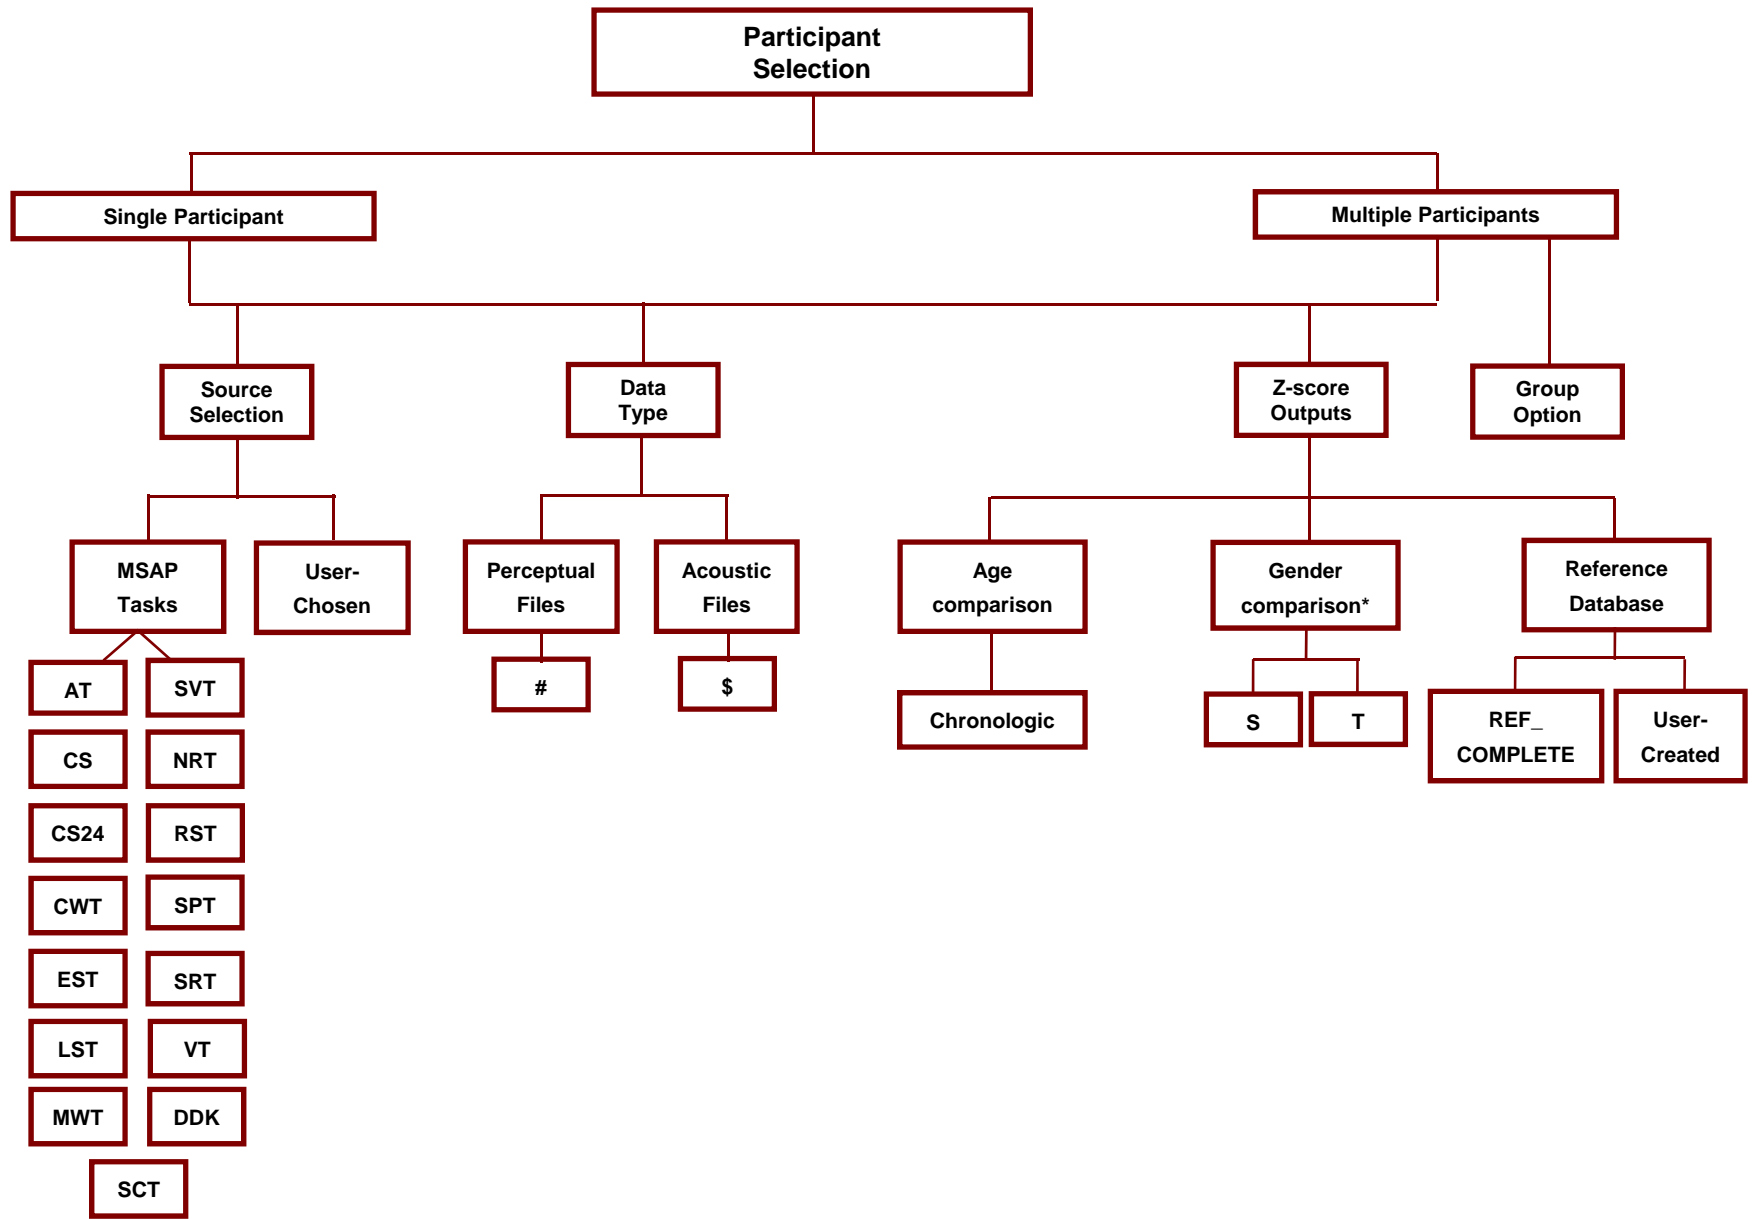 Participant
Selection
Single Participant
Multiple Participants
Source
Selection
Data
Type
Z-score
Outputs
Group
Option
MSAP
Tasks
User-
Chosen
Perceptual
Files
Acoustic
Files
Age
comparison
Gender
comparison*
Reference
Database
AT
SVT
#
$
Chronologic
S
T
REF_
COMPLETE
User-
Created
CS
NRT
CS24
RST
CWT
SPT
EST
SRT
LST
VT
MWT
DDK
SCT